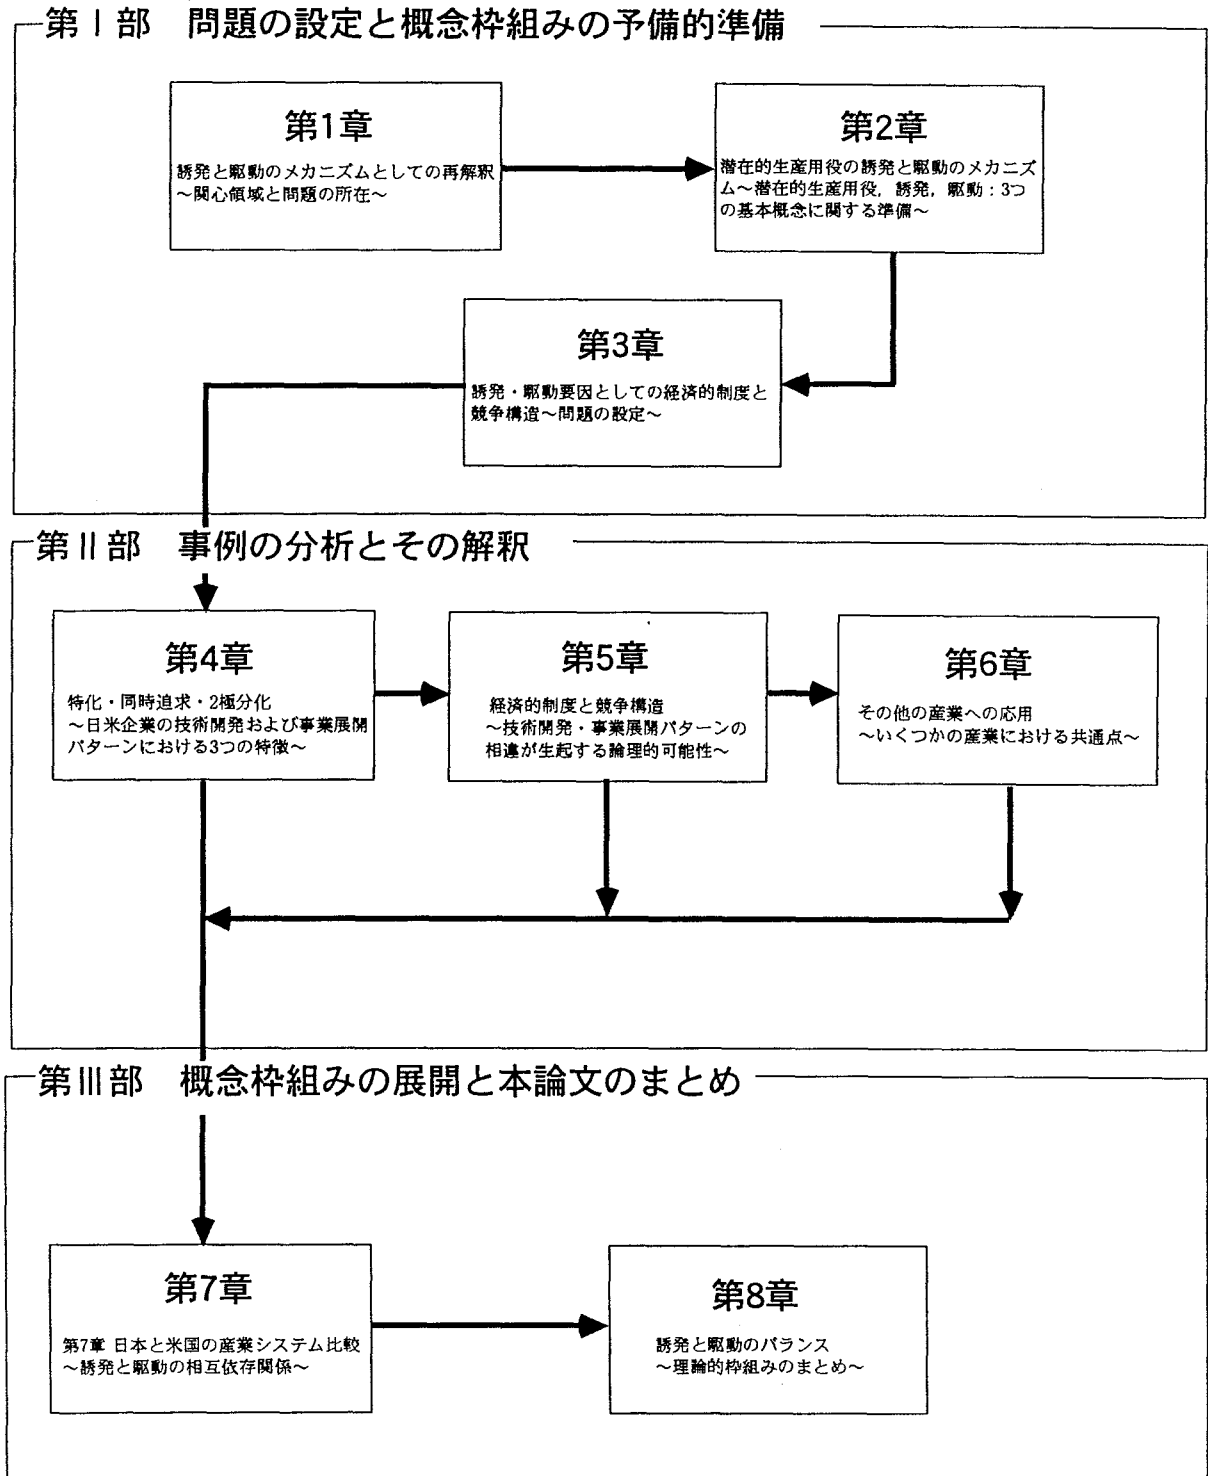 第Ⅰ部　問題の設定と概念枠組みの予備的準備
第1章
誘発と駆動のメカニズムとしての再解釈
～関心領域と問題の所在～
第2章
潜在的生産用役の誘発と駆動のメカニズ
ム～潜在的生産用役，誘発，駆動：3つ
の基本概念に関する準備～
第3章
誘発・駆動要因としての経済的制度と
競争構造～問題の設定～
第Ⅱ部　事例の分析とその解釈
第4章
特化・同時追求・2極分化
～日米企業の技術開発および事業展開
パターンにおける3つの特徴～
第5章
経済的制度と競争構造
～技術開発・事業展開パターンの
相違が生起する論理的可能性～
第6章
その他の産業への応用
～いくつかの産業における共通点～
第Ⅲ部　概念枠組みの展開と本論文のまとめ
第7章
第7章 日本と米国の産業システム比較
～誘発と駆動の相互依存関係～
第8章
誘発と駆動のバランス
～理論的枠組みのまとめ～